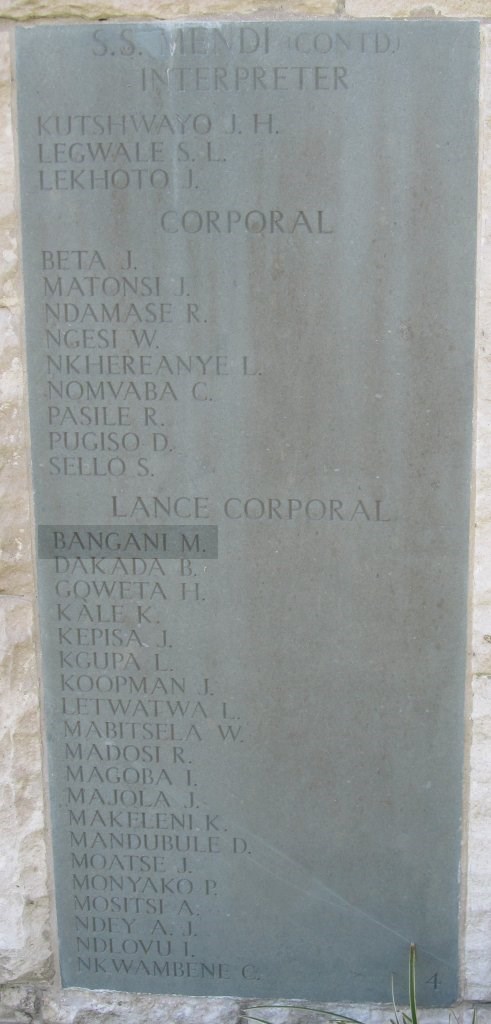 S.S. MENDI (CONTD)
INTERPRETER
KUTSHWAYO J. H.
LEGWALE S. L.
LEKHOTO J.
CORPORAL
BETA J.
MATONSI J.
NDAMASE R.
NGESI W.
NKHEREANYE L.
NOMVABA C.
PASILE R.
PUGISO D.
SELLO S.
LANCE CORPORAL
BANGANI M.
DAKADA B.
GQWETA H.
KALE K.
KEPISA J.
KGUPA L.
KOOPMAN J.
LETWATWA L.
MABITSELA W.
MADOSI R.
MAGOBA I.
MAJOLA J.
MAKELENI K.
MANDUBULE D.
MOATSE J.
MONYAKO P.
MOSITSI A.
NDEY A. J.
NDLOVU I.
NKWAMBENE C.
4